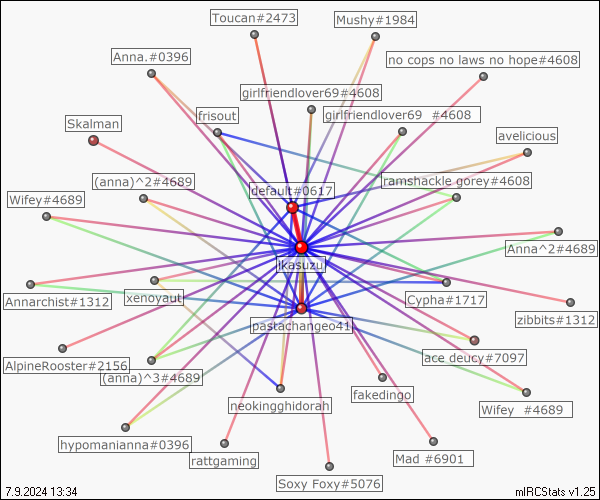 Toucan#2473
Mushy#1984
Anna.#0396
no cops no laws no hope#4608
girlfriendlover69#4608
frisout
girlfriendlover69 #4608
Skalman
avelicious
(anna)^2#4689
default#0617
ramshackle gorey#4608
Wifey#4689
Anna^2#4689
ikasuzu
Annarchist#1312
xenoyaut
Cypha#1717
zibbits#1312
pastachangeo41
AlpineRooster#2156
(anna)^3#4689
ace deucy#7097
fakedingo
neokingghidorah
Wifey #4689
hypomanianna#0396
rattgaming
Mad #6901
Soxy Foxy#5076
7.9.2024 13:34
mIRCStats v1.25